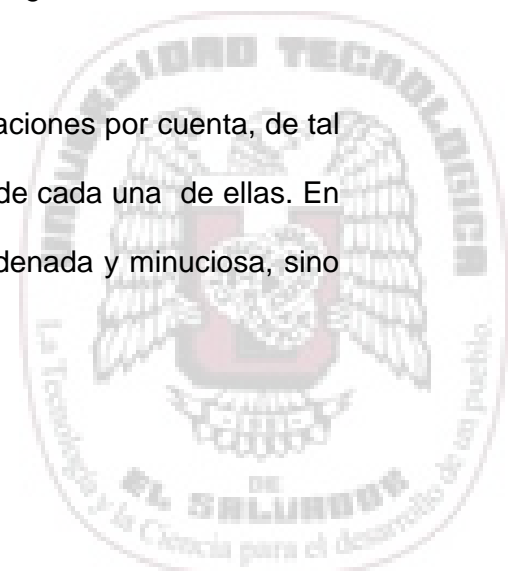 UNIVERSIDAD TECNOLOGICA
aciones por cuenta, de tal
de cada una  de ellas. En
denada y minuciosa, sino
La Tecnología y la Ciencia para el desarrollo de un pueblo.
DE
EL SALVADOR